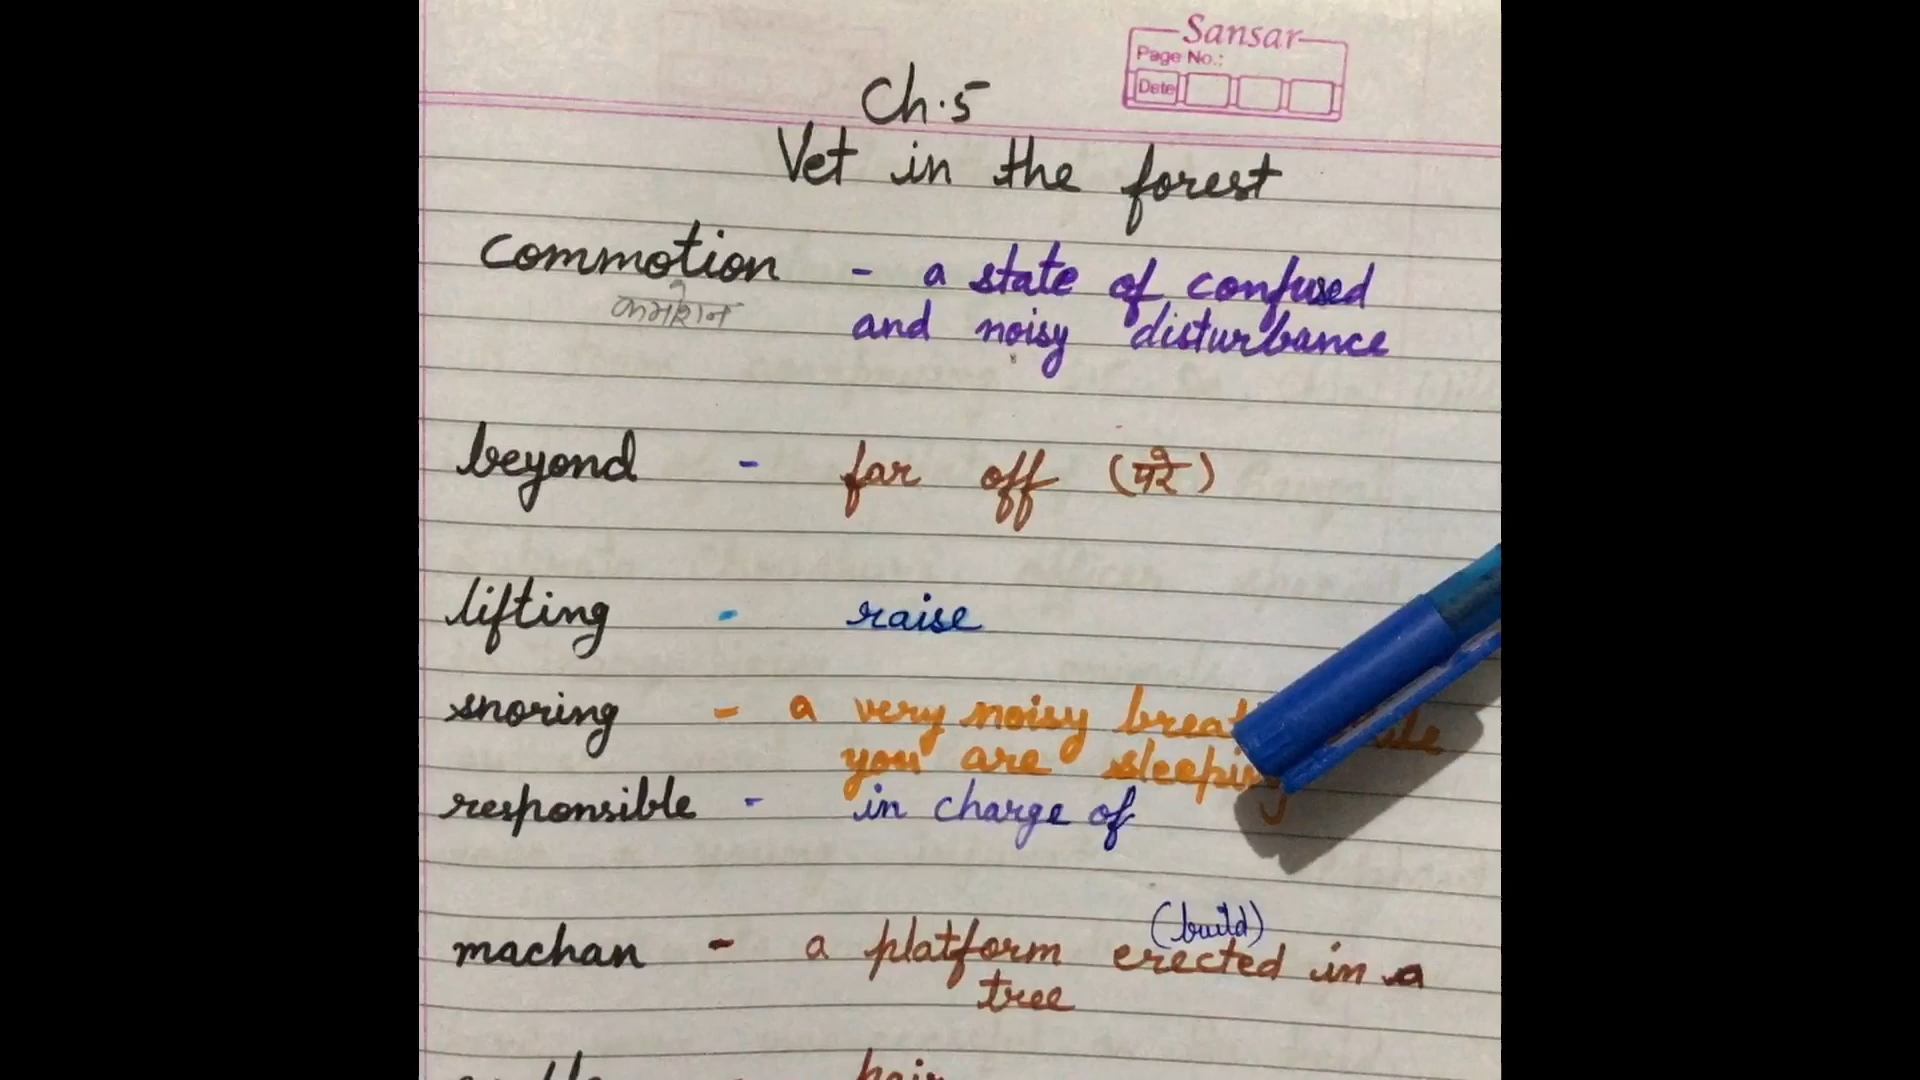 Sansar
Page No.:
Date
Ch.5
Vet in the forest
commotion - a state of confused
कमोशन
and noisy disturbance
beyond - far off (परे)
lifting - raise
snoring - a very noisy
you are sleeping
responsible - in charge of
(build)
machan - a platform erected in a
tree